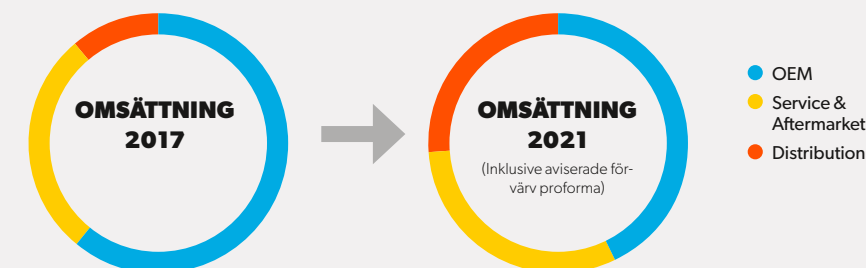 OMSÄTTNING
2017
OMSÄTTNING
2021
(Inklusive aviserade för-
värv proforma)
OEM
Service &
Aftermarket
Distribution